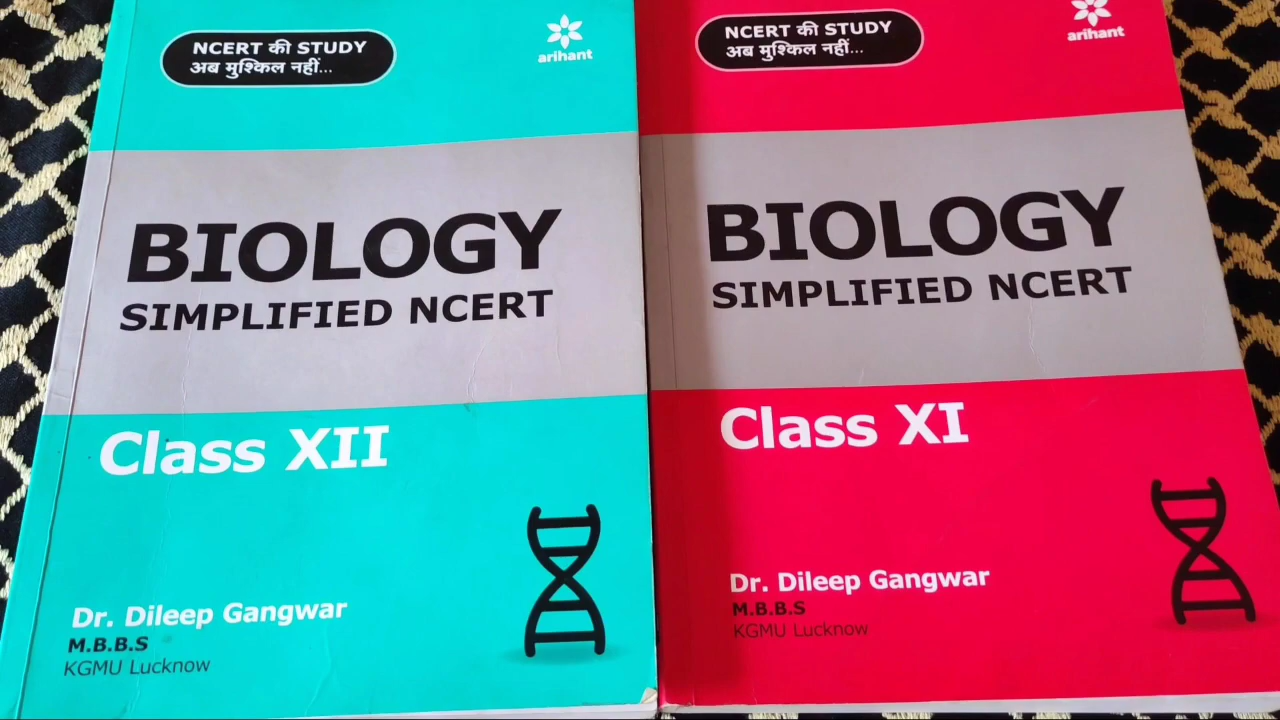 NCERT की STUDY
अब मुश्किल नहीं...
arihant
BIOLOGY
SIMPLIFIED NCERT
Class XII
Dr. Dileep Gangwar
M.B.B.S
KGMU Lucknow
NCERT की STUDY
अब मुश्किल नहीं...
arihant
BIOLOGY
SIMPLIFIED NCERT
Class XI
Dr. Dileep Gangwar
M.B.B.S
KGMU Lucknow